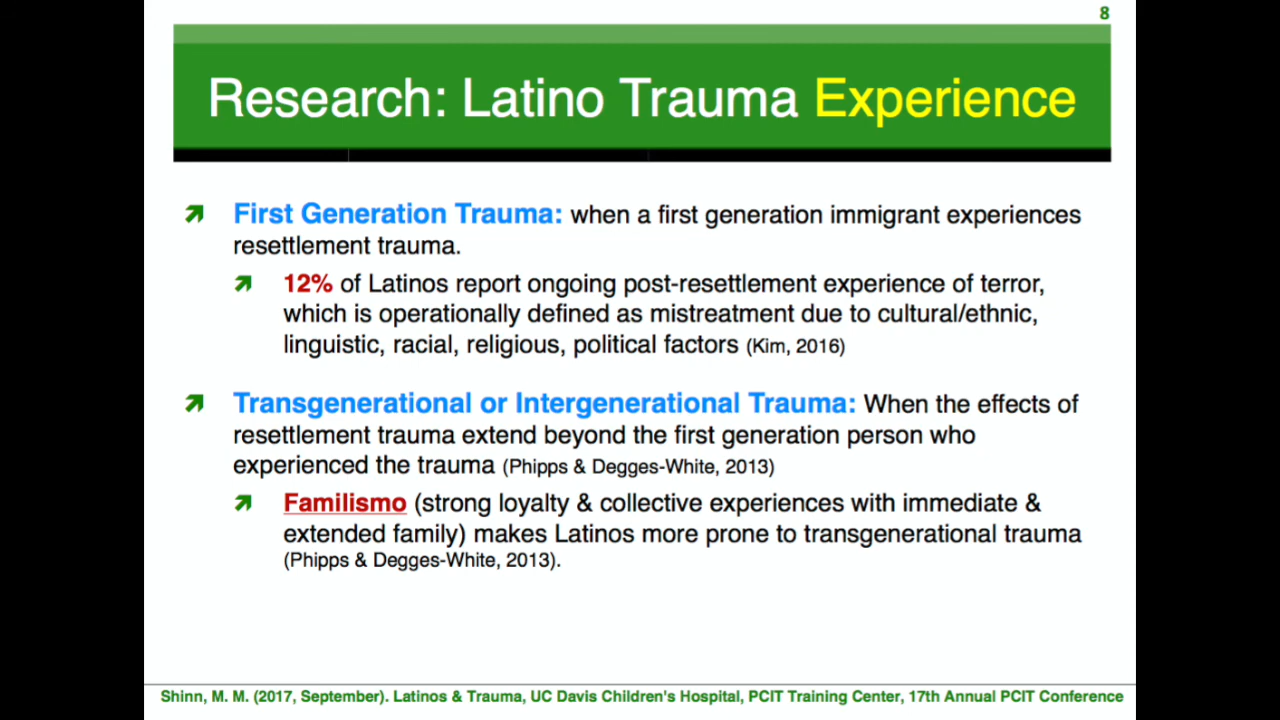 8
Research: Latino Trauma Experience
First Generation Trauma: when a first generation immigrant experiences
resettlement trauma.
12% of Latinos report ongoing post-resettlement experience of terror,
which is operationally defined as mistreatment due to cultural/ethnic,
linguistic, racial, religious, political factors (Kim, 2016)
Transgenerational or Intergenerational Trauma: When the effects of
resettlement trauma extend beyond the first generation person who
experienced the trauma (Phipps & Degges-White, 2013)
Familismo (strong loyalty & collective experiences with immediate &
extended family) makes Latinos more prone to transgenerational trauma
(Phipps & Degges-White, 2013).
Shinn, M. M. (2017, September). Latinos & Trauma, UC Davis Children's Hospital, PCIT Training Center, 17th Annual PCIT Conference